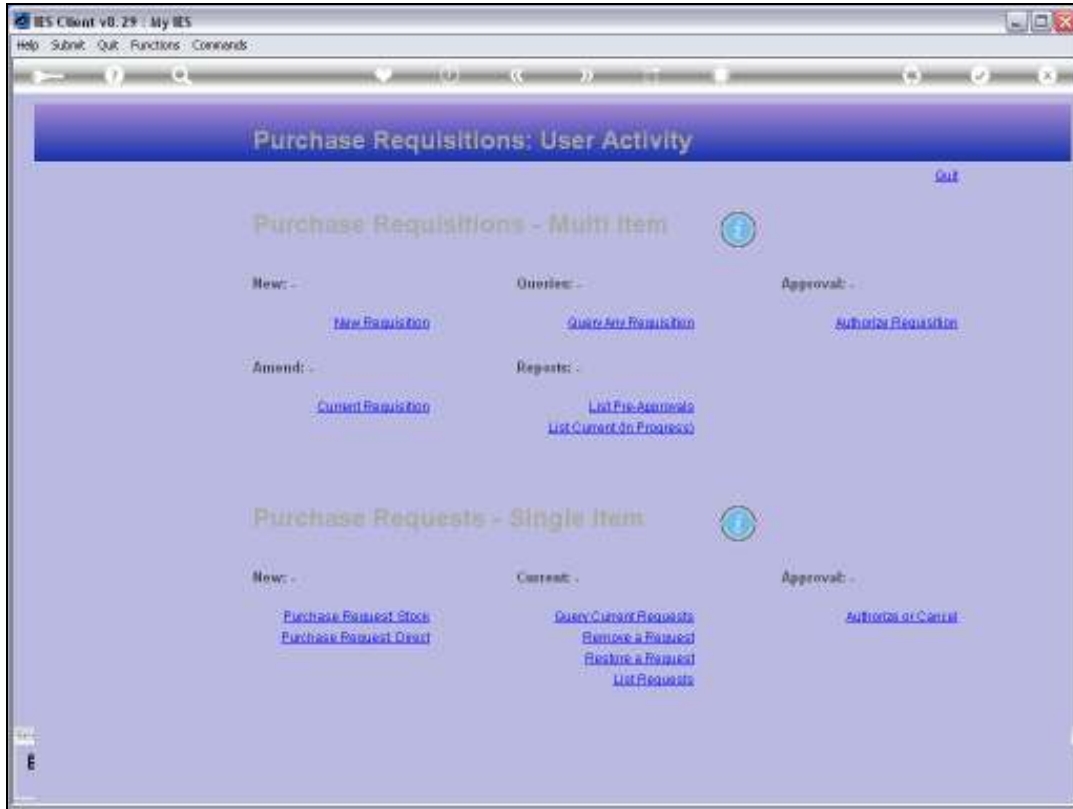 IES Client v8.29 : My IES
Help Submit Quit Functions Commands
Purchase Requisitions: User Activity
Quit
Purchase Requisitions - Multi Item
New: - Queries: - Approval: -
New Requisition Query Any Requisition Authorize Requisition
Amend: - Reports: -
Current Requisition List Pre-Approvals
List Current (In Progress)
Purchase Requests - Single Item
New: - Current: - Approval: -
Purchase Request Stock Query Current Requests Authorize or Cancel
Purchase Request Direct Remove a Request
Restore a Request
List Requests